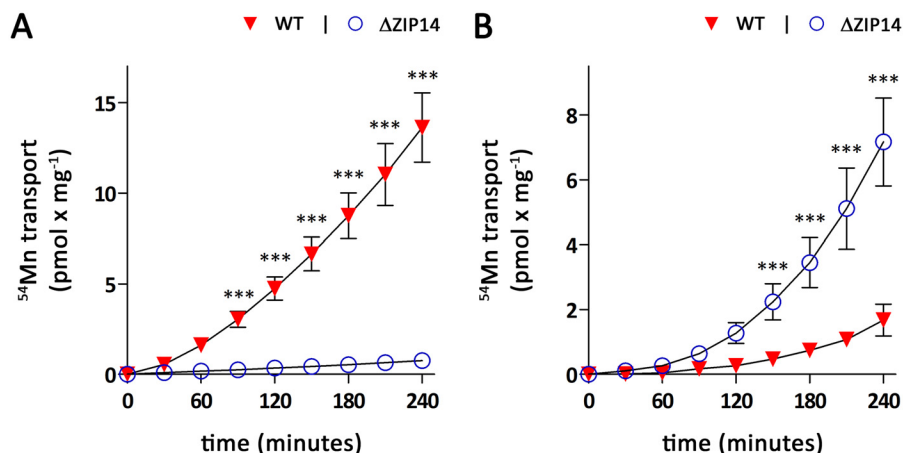 A
WT | ΔZIP14
⁵⁴Mn transport
(pmol x mg⁻¹)
15
10
5
0
***
***
***
***
***
***
0 60 120 180 240
time (minutes)
B
WT | ΔZIP14
⁵⁴Mn transport
(pmol x mg⁻¹)
8
6
4
2
0
***
***
***
***
0 60 120 180 240
time (minutes)